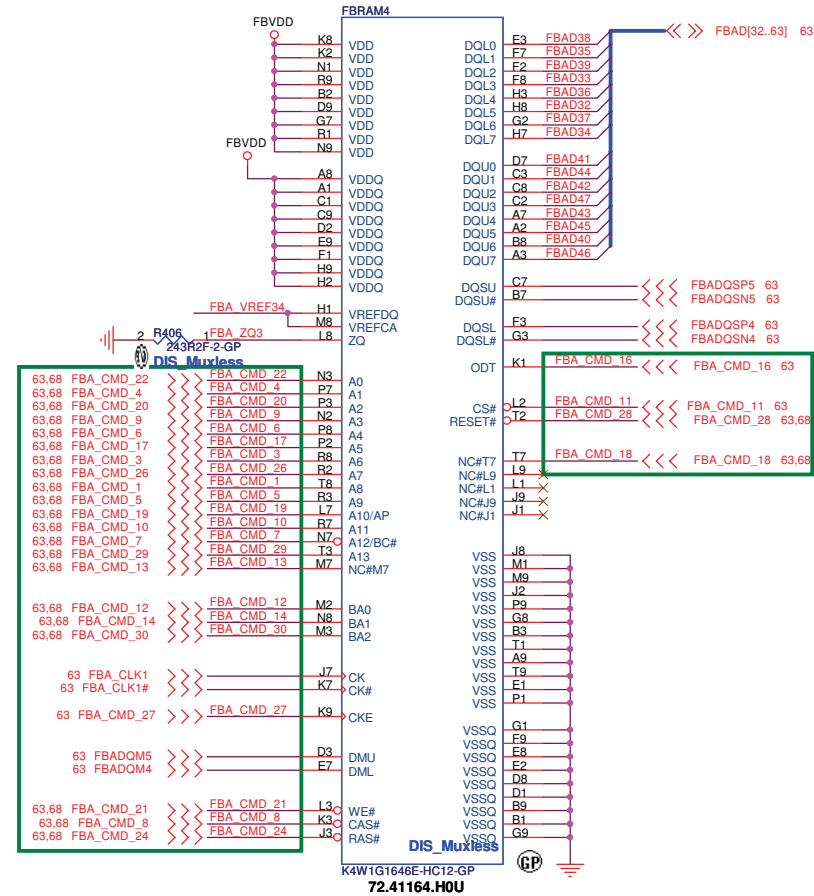 FBRAM4
FBVDD
K8 VDD
K2 VDD
N1 VDD
R9 VDD
B2 VDD
D9 VDD
G7 VDD
R1 VDD
N9 VDD
FBVDD
A8 VDDQ
A1 VDDQ
C1 VDDQ
C9 VDDQ
D2 VDDQ
E9 VDDQ
F1 VDDQ
H9 VDDQ
H2 VDDQ
FBA_VREF34 H1 VREFDQ
M8 VREFCA
2 R406 1 FBA_ZQ3 L8 ZQ
243R2F-2-GP
DIS_Muxless
63,68 FBA_CMD_22 FBA_CMD_22 N3 A0
63,68 FBA_CMD_4 FBA_CMD_4 P7 A1
63,68 FBA_CMD_20 FBA_CMD_20 P3 A2
63,68 FBA_CMD_9 FBA_CMD_9 N2 A3
63,68 FBA_CMD_6 FBA_CMD_6 P8 A4
63,68 FBA_CMD_17 FBA_CMD_17 P2 A5
63,68 FBA_CMD_3 FBA_CMD_3 R8 A6
63,68 FBA_CMD_26 FBA_CMD_26 R2 A7
63,68 FBA_CMD_1 FBA_CMD_1 T8 A8
63,68 FBA_CMD_5 FBA_CMD_5 R3 A9
63,68 FBA_CMD_19 FBA_CMD_19 L7 A10/AP
63,68 FBA_CMD_10 FBA_CMD_10 R7 A11
63,68 FBA_CMD_7 FBA_CMD_7 N7 A12/BC#
63,68 FBA_CMD_29 FBA_CMD_29 T3 A13
63,68 FBA_CMD_13 FBA_CMD_13 M7 NC#M7
63,68 FBA_CMD_12 FBA_CMD_12 M2 BA0
63,68 FBA_CMD_14 FBA_CMD_14 N8 BA1
63,68 FBA_CMD_30 FBA_CMD_30 M3 BA2
63 FBA_CLK1 J7 CK
63 FBA_CLK1# K7 CK#
63 FBA_CMD_27 FBA_CMD_27 K9 CKE
63 FBADQM5 D3 DMU
63 FBADQM4 E7 DML
63,68 FBA_CMD_21 FBA_CMD_21 L3 WE#
63,68 FBA_CMD_8 FBA_CMD_8 K3 CAS#
63,68 FBA_CMD_24 FBA_CMD_24 J3 RAS#
FBAD[32..63] 63
DQL0 E3 FBAD38
DQL1 F7 FBAD35
DQL2 F2 FBAD39
DQL3 F8 FBAD33
DQL4 H3 FBAD36
DQL5 H8 FBAD32
DQL6 G2 FBAD37
DQL7 H7 FBAD34
DQU0 D7 FBAD41
DQU1 C3 FBAD44
DQU2 C8 FBAD42
DQU3 C2 FBAD47
DQU4 A7 FBAD43
DQU5 A2 FBAD45
DQU6 B8 FBAD40
DQU7 A3 FBAD46
DQSU C7 FBADQSP5 63
DQSU# B7 FBADQSN5 63
DQSL F3 FBADQSP4 63
DQSL# G3 FBADQSN4 63
ODT K1 FBA_CMD_16 FBA_CMD_16 63
CS# L2 FBA_CMD_11 FBA_CMD_11 63
RESET# T2 FBA_CMD_28 FBA_CMD_28 63,68
NC#T7 T7 FBA_CMD_18 FBA_CMD_18 63,68
NC#L9 L9
NC#L1 L1
NC#J9 J9
NC#J1 J1
VSS J8
VSS M1
VSS M9
VSS J2
VSS P9
VSS G8
VSS B3
VSS T1
VSS A9
VSS T9
VSS E1
VSS P1
VSSQ G1
VSSQ F9
VSSQ E8
VSSQ E2
VSSQ D8
VSSQ D1
VSSQ B9
VSSQ B1
VSSQ G9
DIS_Muxless
GP
K4W1G1646E-HC12-GP
72.41164.H0U